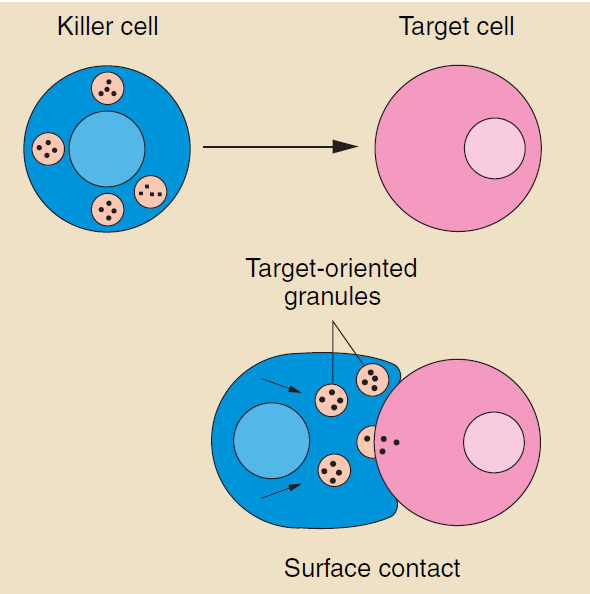 Killer cell
Target cell
Target-oriented
granules
Surface contact